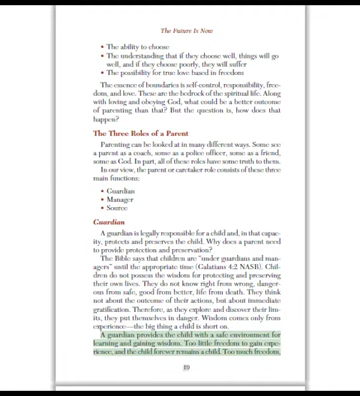 The Future Is Now
• The ability to choose
• The understanding that if they choose well, things will go
well, and if they choose poorly, they will suffer
• The possibility for true love based in freedom
The essence of boundaries is self-control, responsibility, free-
dom, and love. These are the bedrock of the spiritual life. Along
with loving and obeying God, what could be a better outcome
of parenting than that? But the question is, how does that
happen?
The Three Roles of a Parent
Parenting can be looked at in many different ways. Some see
a parent as a coach, some as a police officer, some as a friend,
some as God. In part, all of these roles have some truth to them.
In our view, the parent or caretaker role consists of these three
main functions:
• Guardian
• Manager
• Source
Guardian
A guardian is legally responsible for a child and, in that capac-
ity, protects and preserves the child. Why does a parent need
to provide protection and preservation?
The Bible says that children are "under guardians and man-
agers" until the appropriate time (Galatians 4:2 NASB). Chil-
dren do not possess the wisdom for protecting and preserving
their own lives. They do not know right from wrong, danger-
ous from safe, good from better, life from death. They think
not about the outcome of their actions, but about immediate
gratification. Therefore, as they explore and discover their lim-
its, they put themselves in danger. Wisdom comes only from
experience—the big thing a child is short on.
A guardian provides the child with a safe environment for
learning and gaining wisdom. Too little freedom to gain expe-
rience, and the child forever remains a child. Too much freedom,
19